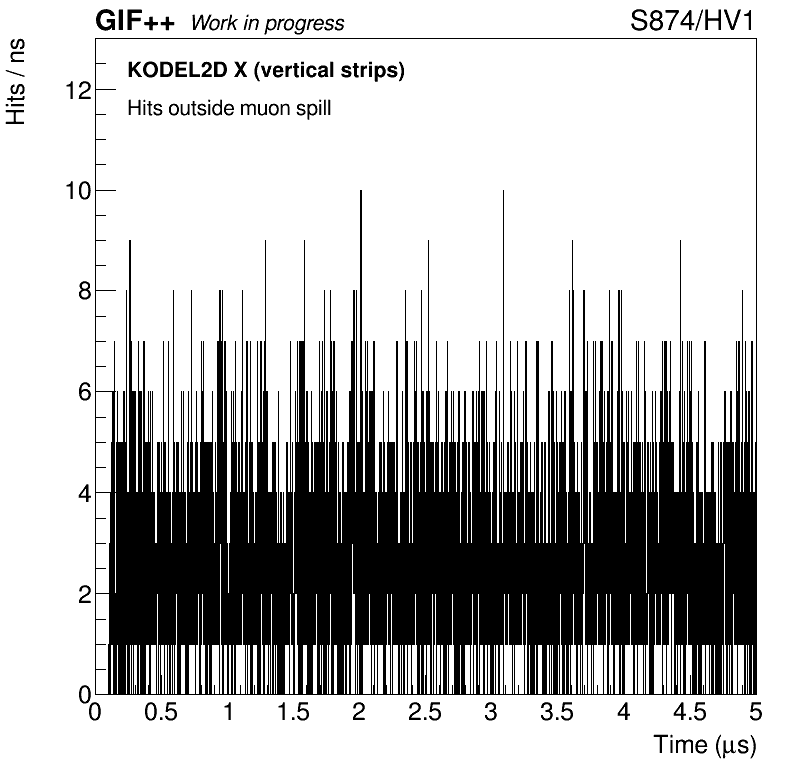 GIF++ Work in progress S874/HV1
Hits / ns
KODEL2D X (vertical strips)
Hits outside muon spill
12
10
8
6
4
2
0
0 0.5 1 1.5 2 2.5 3 3.5 4 4.5 5
Time (μs)